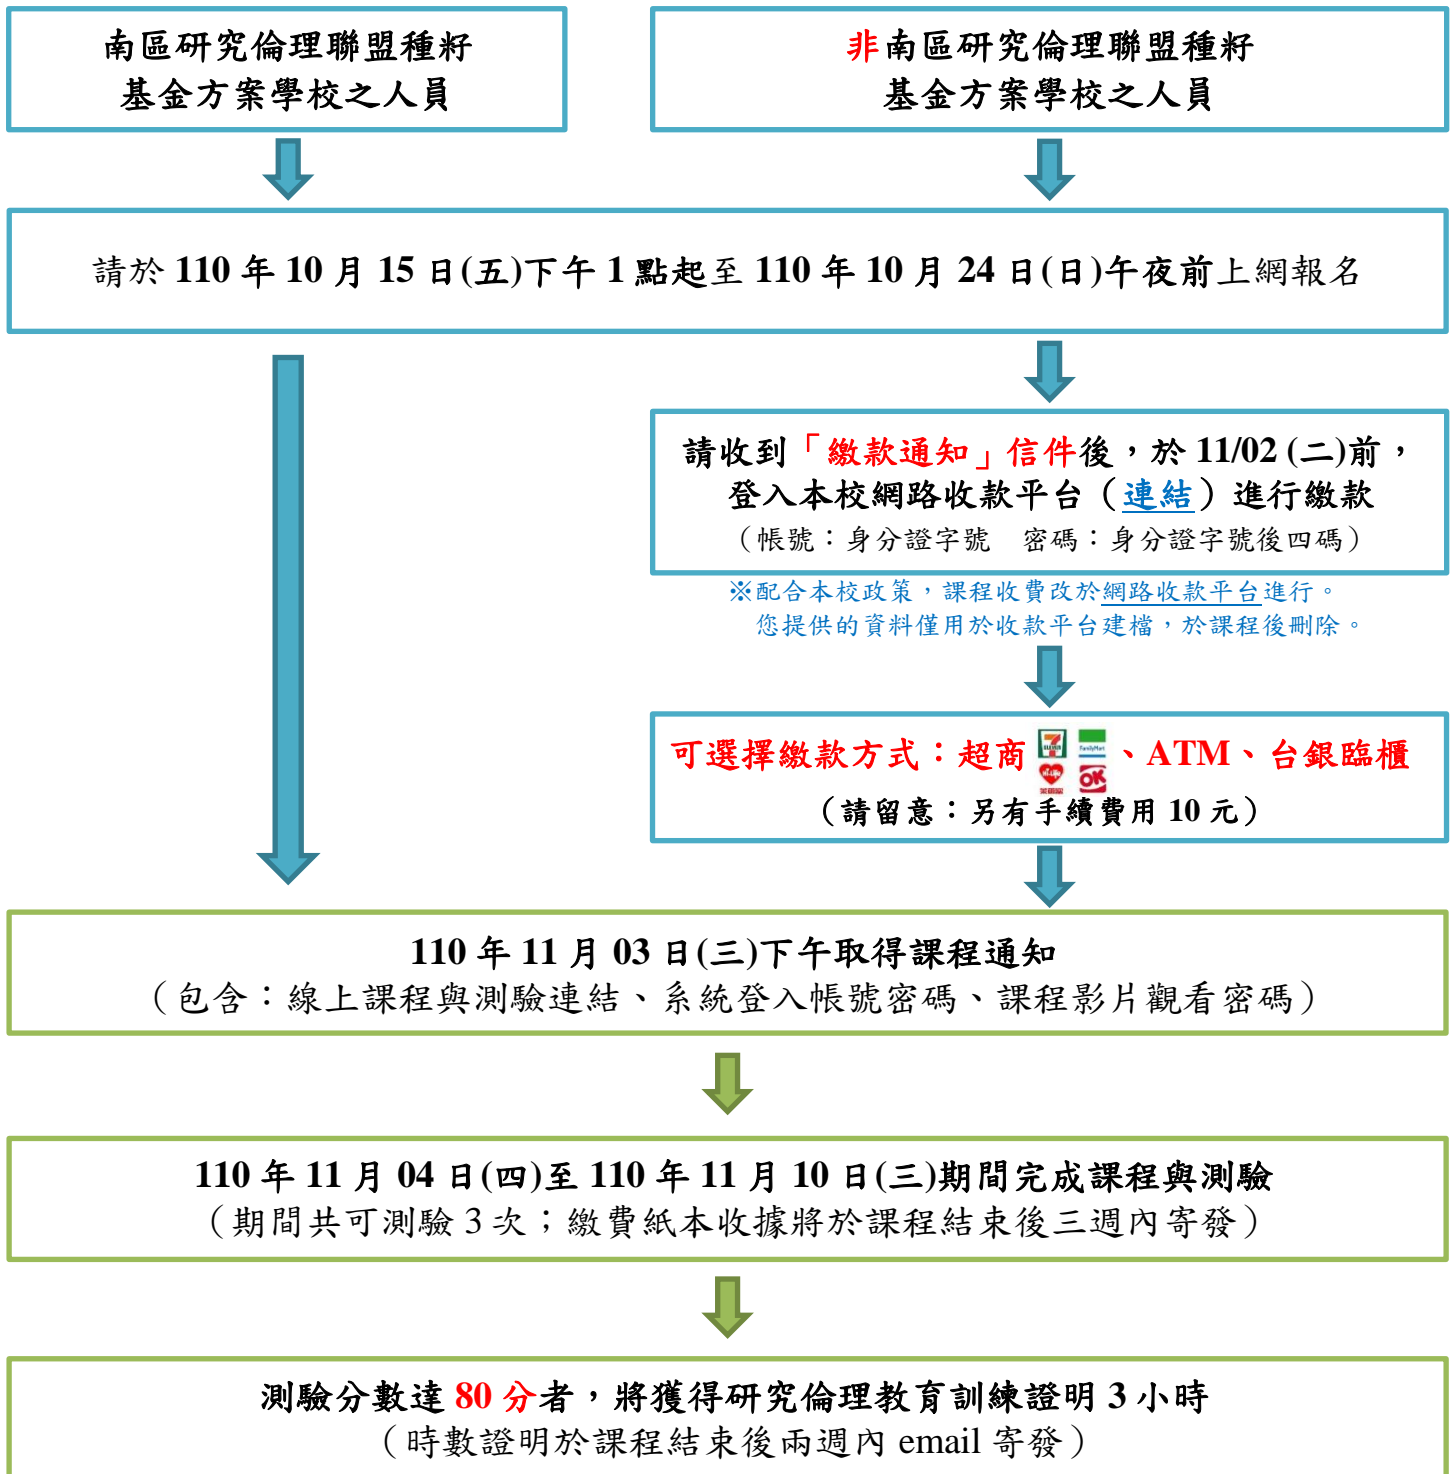 南區研究倫理聯盟種籽
基金方案學校之人員
非南區研究倫理聯盟種籽
基金方案學校之人員
請於 110 年 10 月 15 日(五)下午 1 點起至 110 年 10 月 24 日(日)午夜前上網報名
請收到「繳款通知」信件後，於 11/02 (二)前，
登入本校網路收款平台（連結）進行繳款
（帳號：身分證字號　密碼：身分證字號後四碼）
※配合本校政策，課程收費改於網路收款平台進行。
您提供的資料僅用於收款平台建檔，於課程後刪除。
可選擇繳款方式：超商 7 ELEVEN FamilyMart OK 、ATM、台銀臨櫃
（請留意：另有手續費用 10 元）
110 年 11 月 03 日(三)下午取得課程通知
（包含：線上課程與測驗連結、系統登入帳號密碼、課程影片觀看密碼）
110 年 11 月 04 日(四)至 110 年 11 月 10 日(三)期間完成課程與測驗
（期間共可測驗 3 次；繳費紙本收據將於課程結束後三週內寄發）
測驗分數達 80 分者，將獲得研究倫理教育訓練證明 3 小時
（時數證明於課程結束後兩週內 email 寄發）